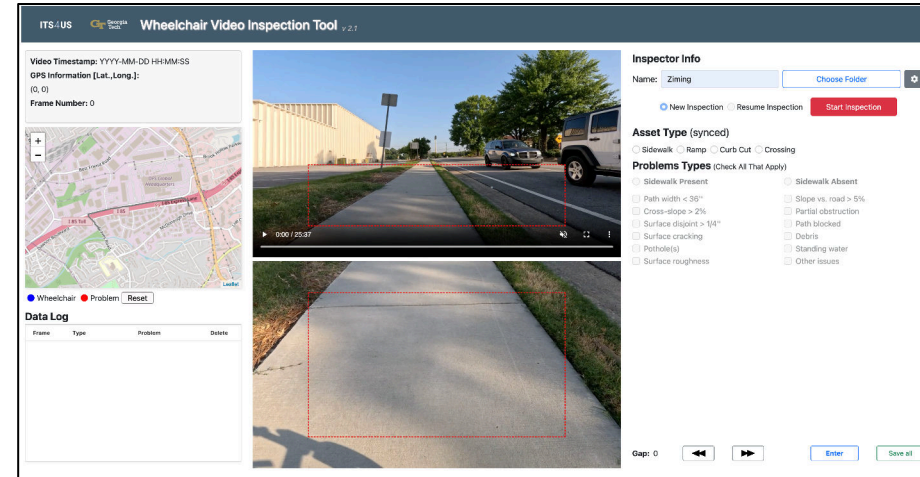 ITS4US Georgia Tech Wheelchair Video Inspection Tool v 2.1
Video Timestamp: YYYY-MM-DD HH:MM:SS
GPS Information [Lat.,Long.]:
(0, 0)
Frame Number: 0
+
−
I 85
I 85 Toll
Leaflet
Wheelchair Problem Reset
Data Log
Frame Type Problem Delete
0:00 / 25:37
Inspector Info
Name: Ziming Choose Folder
New Inspection Resume Inspection Start Inspection
Asset Type (synced)
Sidewalk Ramp Curb Cut Crossing
Problems Types (Check All That Apply)
Sidewalk Present Sidewalk Absent
Path width < 36" Slope vs. road > 5%
Cross-slope > 2% Partial obstruction
Surface disjoint > 1/4" Path blocked
Surface cracking Debris
Pothole(s) Standing water
Surface roughness Other issues
Gap: 0 Enter Save all